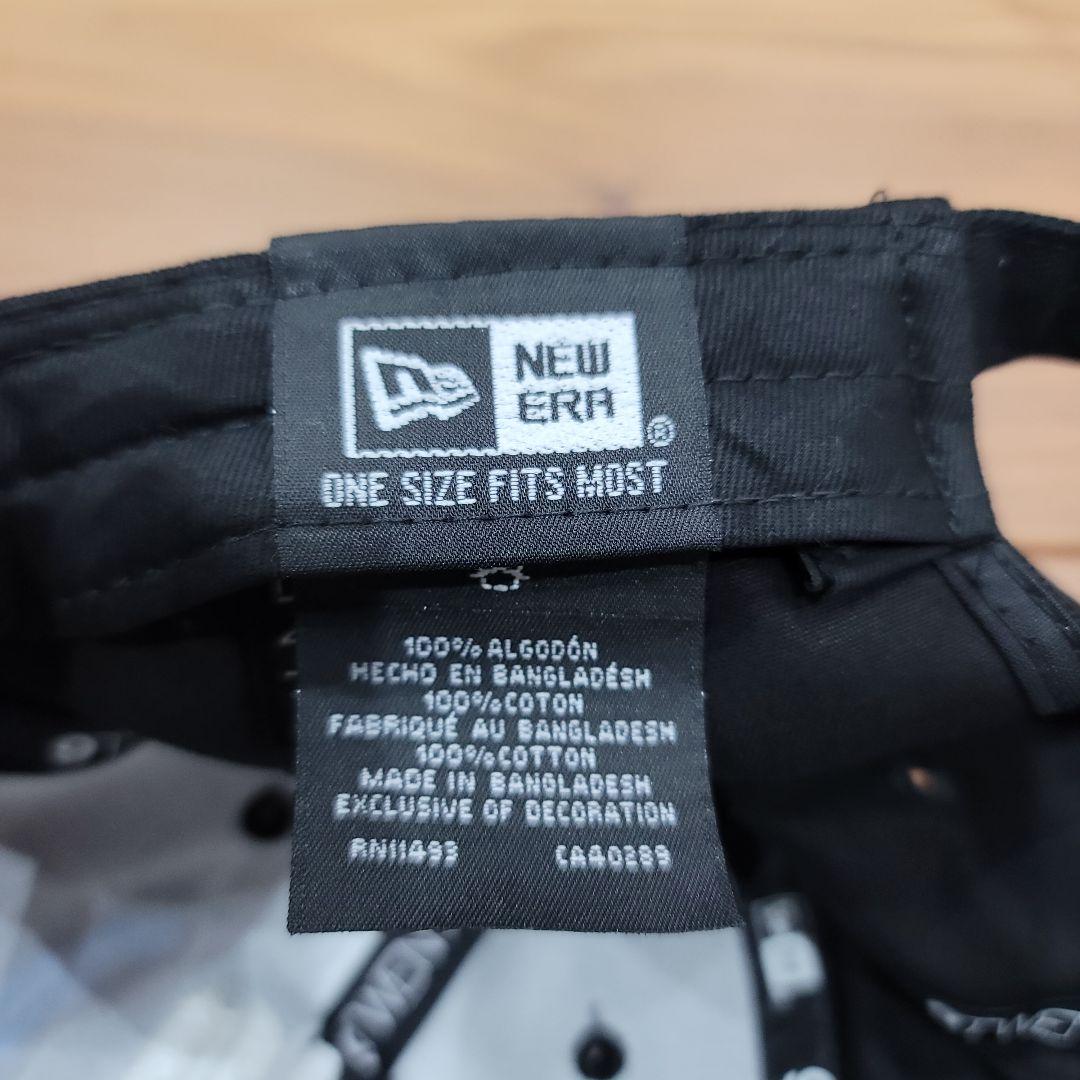 NEW
ERA
®
ONE SIZE FITS MOST
100% ALGODÓN
HECHO EN BANGLADÉSH
100% COTON
FABRIQUÉ AU BANGLADESH
100% COTTON
MADE IN BANGLADESH
EXCLUSIVE OF DECORATION
RN11493 CA40289